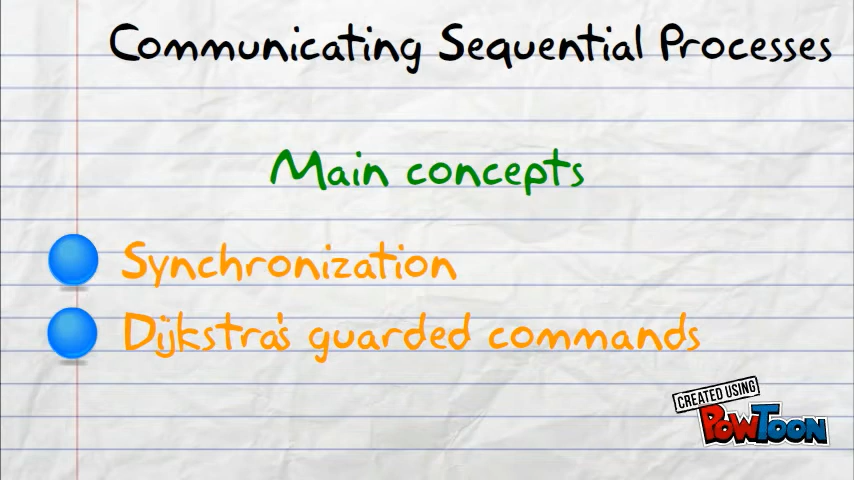 Communicating Sequential Processes
Main concepts
Synchronization
Dijkstra's guarded commands
CREATED USING
POWTOON